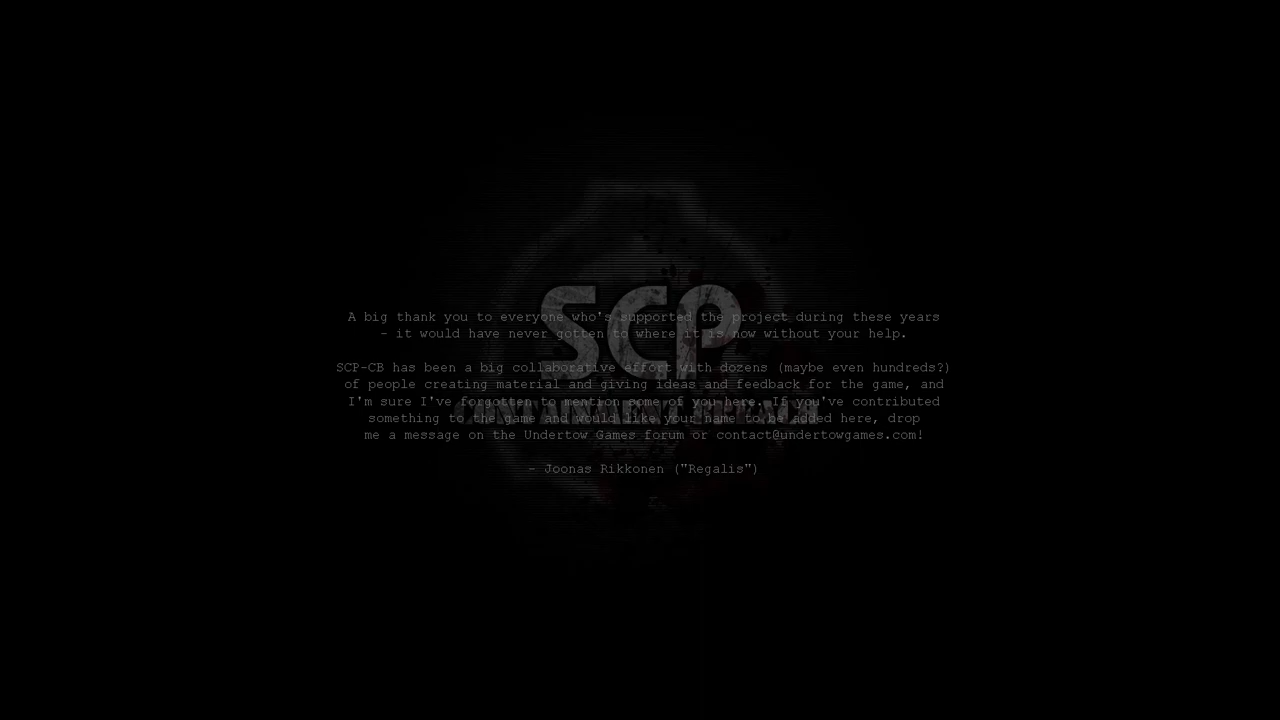 SCP
A big thank you to everyone who's supported the project during these years
- it would have never gotten to where it is now without your help.
SCP-CB has been a big collaborative effort with dozens (maybe even hundreds?)
of people creating material and giving ideas and feedback for the game, and
I'm sure I've forgotten to mention some of you here. If you've contributed
CONTAINMENT BREACH
something to the game and would like your name to be added here, drop
me a message on the Undertow Games forum or contact@undertowgames.com!
- Joonas Rikkonen ("Regalis")